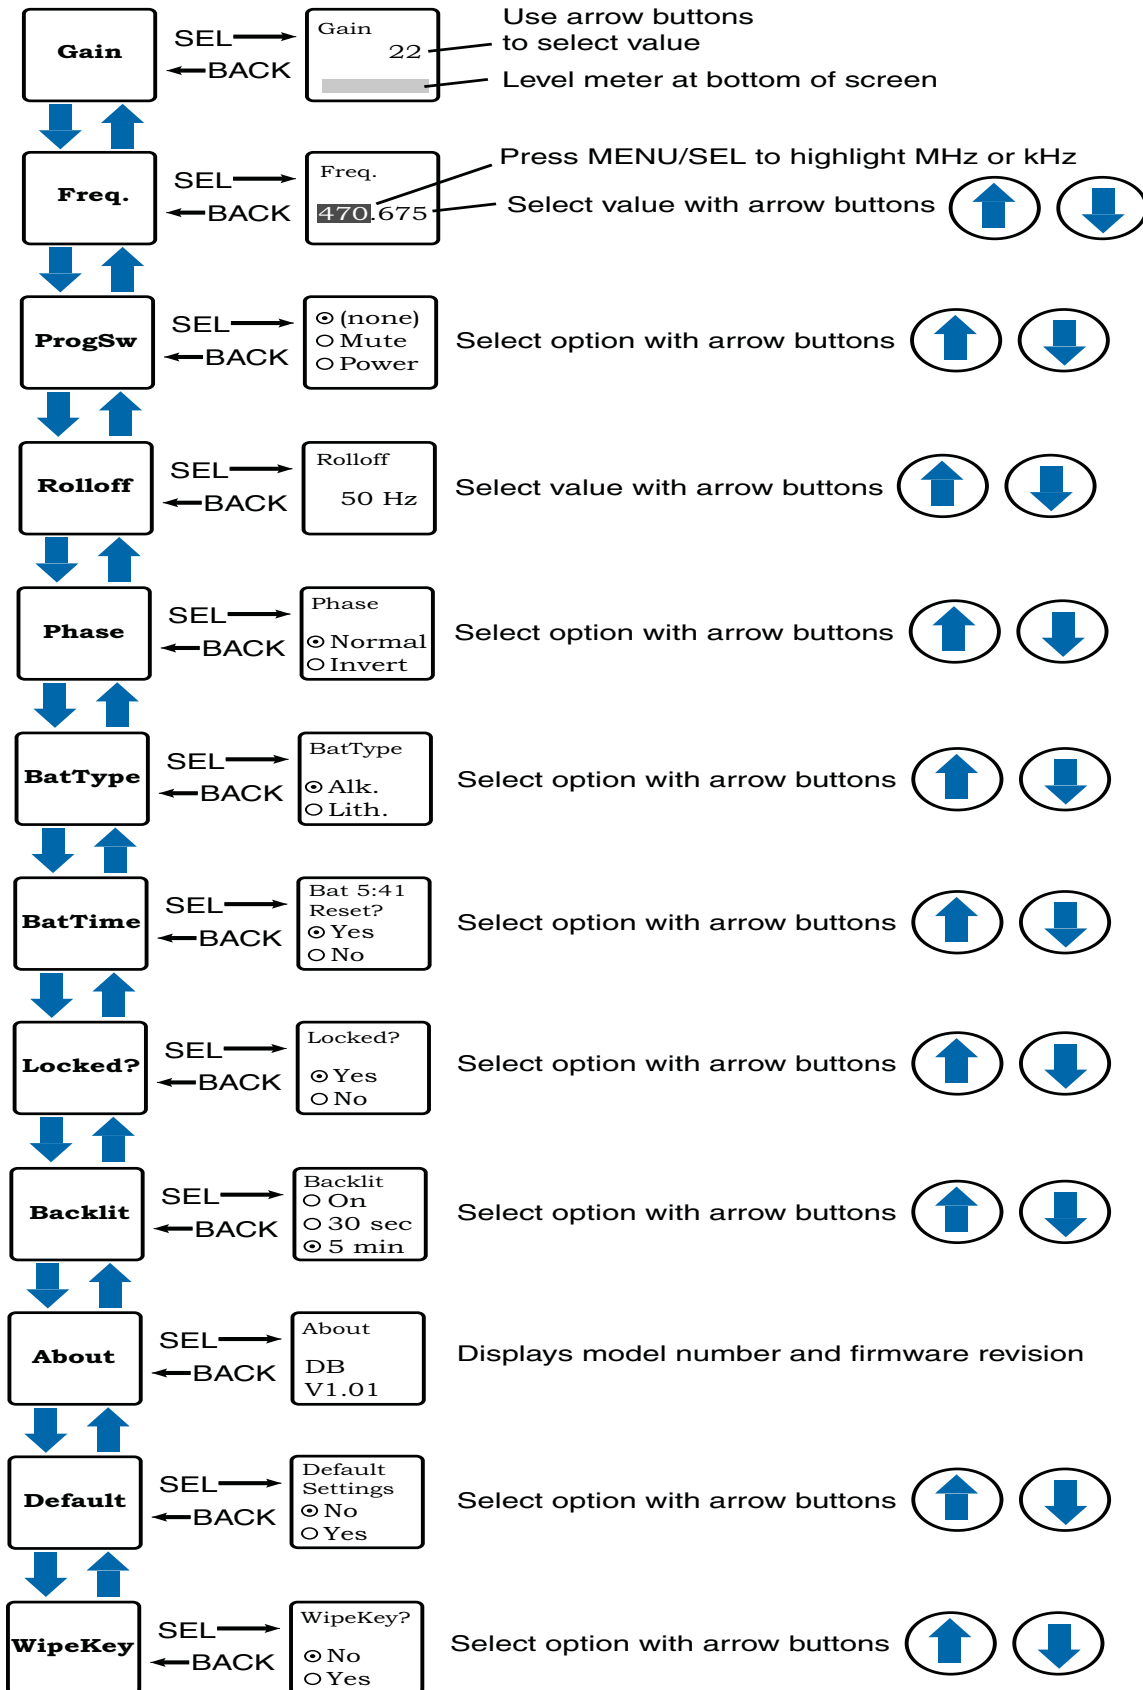 Gain
SEL
BACK
Gain
22
Use arrow buttons
to select value
Level meter at bottom of screen
Freq.
SEL
BACK
Freq.
470.675
Press MENU/SEL to highlight MHz or kHz
Select value with arrow buttons
ProgSw
SEL
BACK
(none)
Mute
Power
Select option with arrow buttons
Rolloff
SEL
BACK
Rolloff
50 Hz
Select value with arrow buttons
Phase
SEL
BACK
Phase
Normal
Invert
Select option with arrow buttons
BatType
SEL
BACK
BatType
Alk.
Lith.
Select option with arrow buttons
BatTime
SEL
BACK
Bat 5:41
Reset?
Yes
No
Select option with arrow buttons
Locked?
SEL
BACK
Locked?
Yes
No
Select option with arrow buttons
Backlit
SEL
BACK
Backlit
On
30 sec
5 min
Select option with arrow buttons
About
SEL
BACK
About
DB
V1.01
Displays model number and firmware revision
Default
SEL
BACK
Default
Settings
No
Yes
Select option with arrow buttons
WipeKey
SEL
BACK
WipeKey?
No
Yes
Select option with arrow buttons